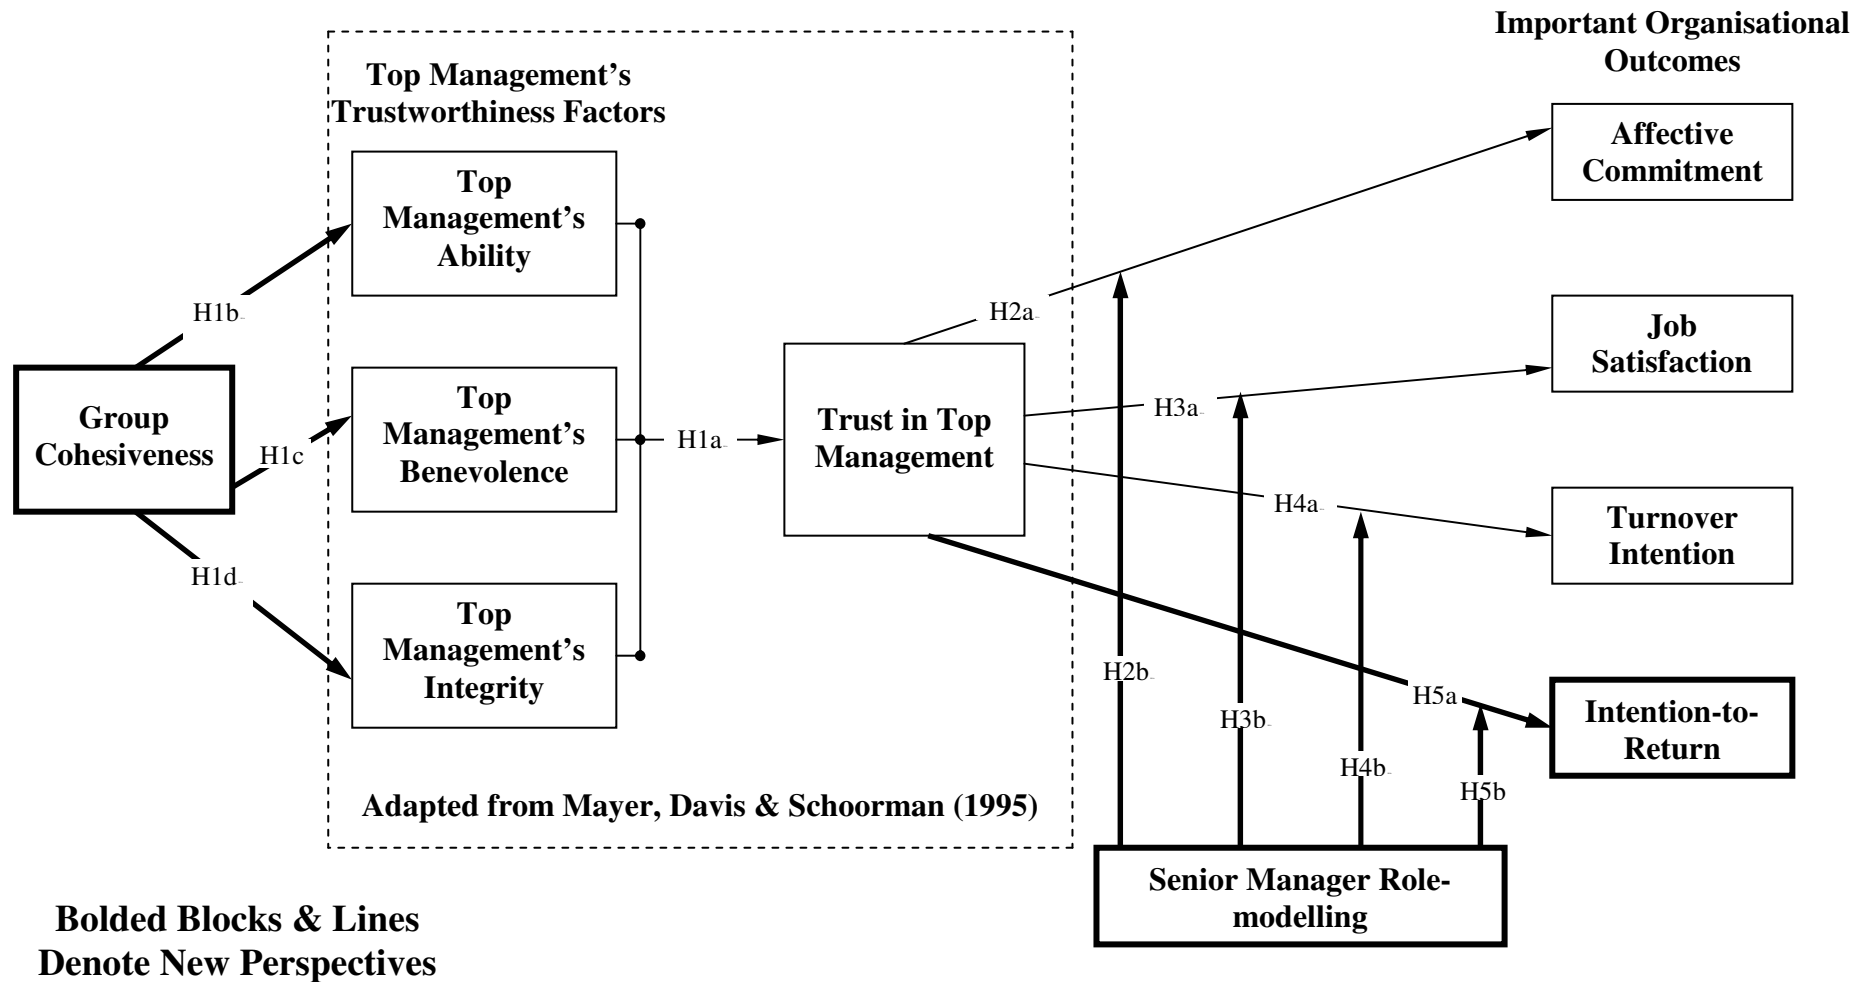 Important Organisational
Outcomes
Top Management’s
Trustworthiness Factors
Affective
Commitment
Top
Management’s
Ability
H1b
H2a
Job
Satisfaction
Group
Cohesiveness
H1c
Top
Management’s
Benevolence
H1a
Trust in Top
Management
H3a
H4a
Turnover
Intention
H1d
Top
Management’s
Integrity
H2b
H3b
H4b
H5a
H5b
Intention-to-
Return
Adapted from Mayer, Davis & Schoorman (1995)
Senior Manager Role-
modelling
Bolded Blocks & Lines
Denote New Perspectives